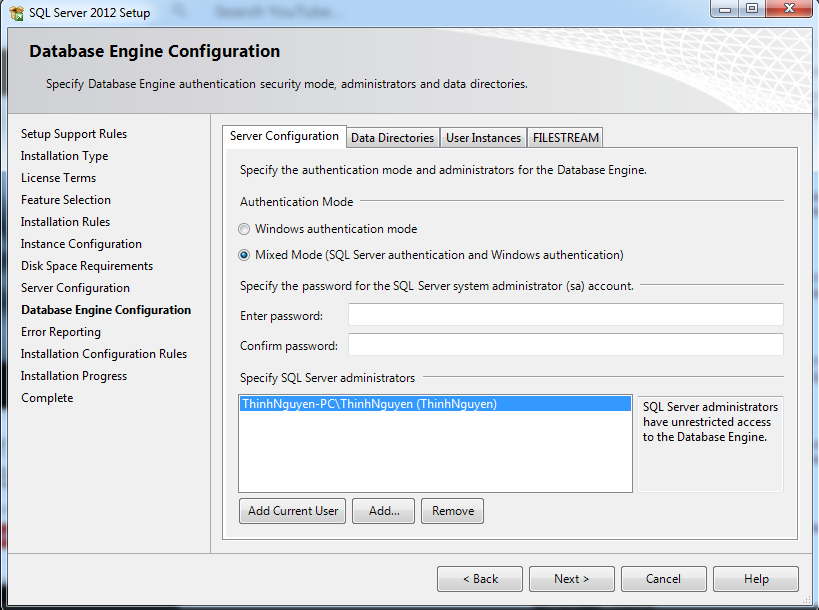 SQL Server 2012 Setup
Search YouTube...
Database Engine Configuration
Specify Database Engine authentication security mode, administrators and data directories.
Setup Support Rules
Installation Type
License Terms
Feature Selection
Installation Rules
Instance Configuration
Disk Space Requirements
Server Configuration
Database Engine Configuration
Error Reporting
Installation Configuration Rules
Installation Progress
Complete
Server Configuration Data Directories User Instances FILESTREAM
Specify the authentication mode and administrators for the Database Engine.
Authentication Mode
Windows authentication mode
Mixed Mode (SQL Server authentication and Windows authentication)
Specify the password for the SQL Server system administrator (sa) account.
Enter password:
Confirm password:
Specify SQL Server administrators
ThinhNguyen-PC\ThinhNguyen (ThinhNguyen)
SQL Server administrators
have unrestricted access
to the Database Engine.
Add Current User Add... Remove
< Back Next > Cancel Help